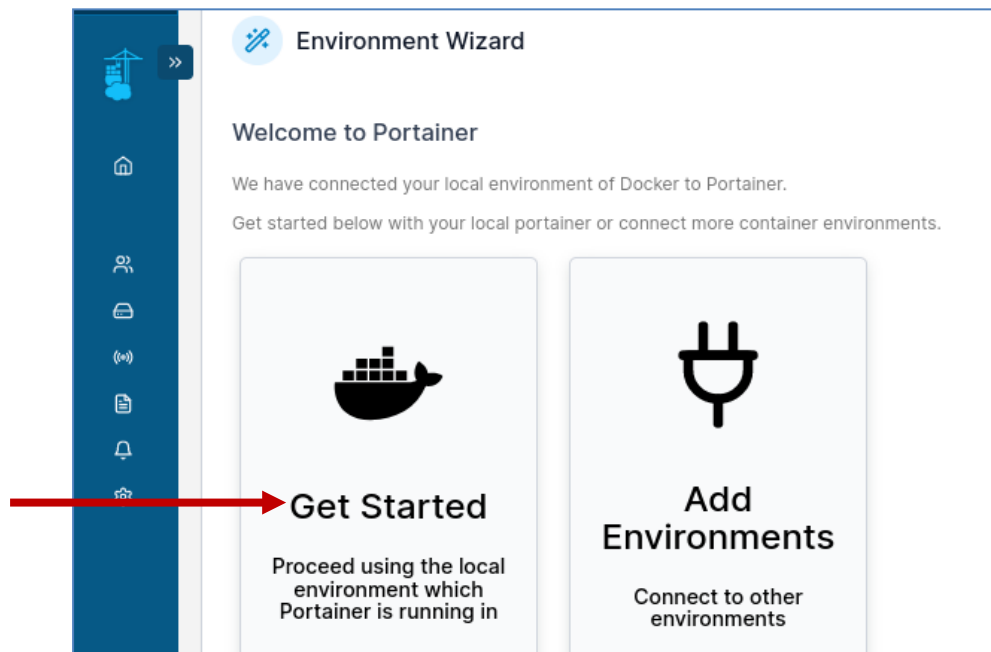 Environment Wizard
Welcome to Portainer
We have connected your local environment of Docker to Portainer.
Get started below with your local portainer or connect more container environments.
Get Started
Proceed using the local
environment which
Portainer is running in
Add
Environments
Connect to other
environments